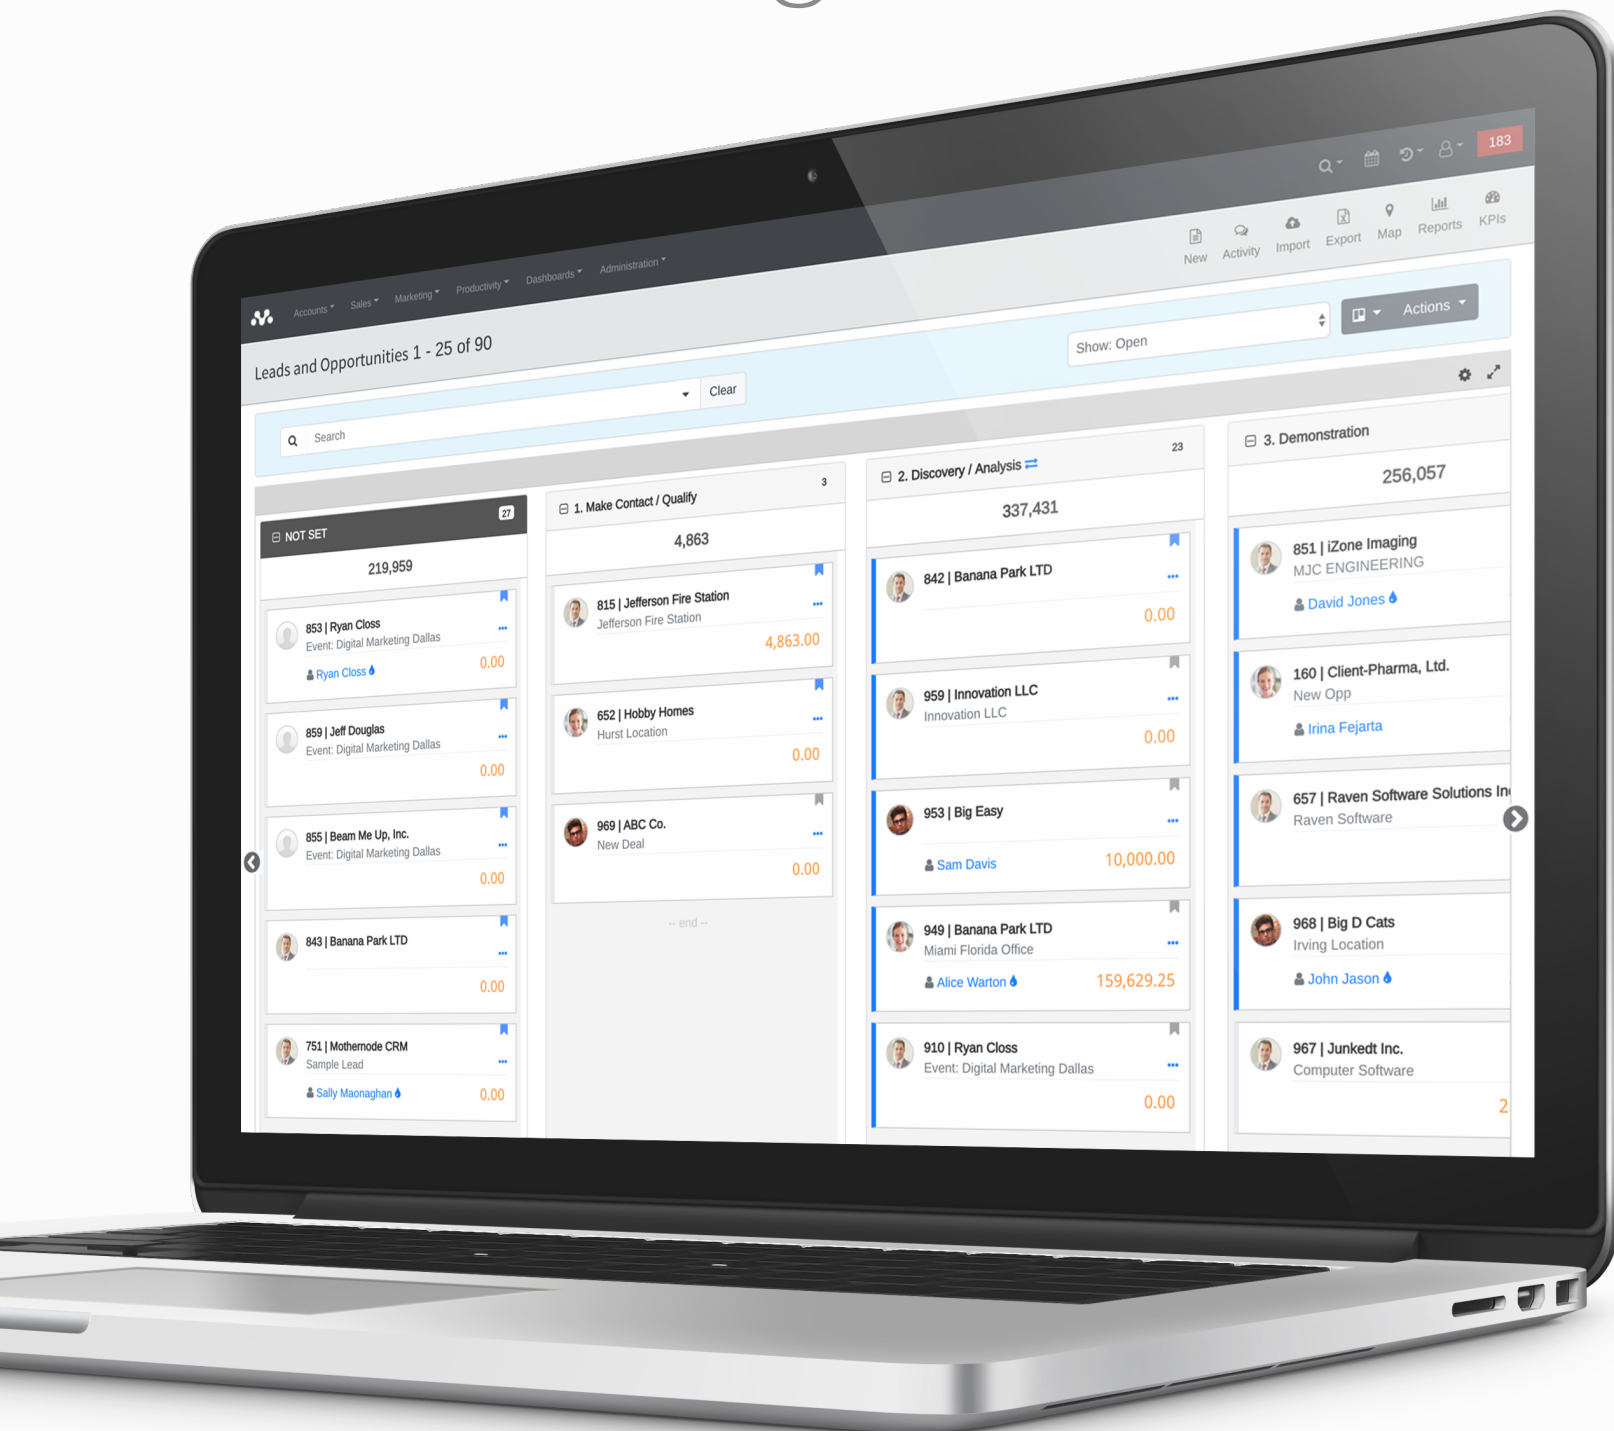 183
Accounts Sales Marketing Productivity Dashboards Administration
New Activity Import Export Map Reports KPIs
Leads and Opportunities 1 - 25 of 90
Search
Clear
Show: Open
Actions
NOT SET 27
219,959
853 | Ryan Closs
Event: Digital Marketing Dallas
Ryan Closs 0.00
859 | Jeff Douglas
Event: Digital Marketing Dallas
0.00
855 | Beam Me Up, Inc.
Event: Digital Marketing Dallas
0.00
843 | Banana Park LTD
0.00
751 | Mothernode CRM
Sample Lead
Sally Maonaghan 0.00
1. Make Contact / Qualify 3
4,863
815 | Jefferson Fire Station
Jefferson Fire Station
4,863.00
652 | Hobby Homes
Hurst Location
0.00
969 | ABC Co.
New Deal
0.00
-- end --
2. Discovery / Analysis 23
337,431
842 | Banana Park LTD
0.00
959 | Innovation LLC
Innovation LLC
0.00
953 | Big Easy
Sam Davis 10,000.00
949 | Banana Park LTD
Miami Florida Office
Alice Warton 159,629.25
910 | Ryan Closs
Event: Digital Marketing Dallas
0.00
3. Demonstration
256,057
851 | iZone Imaging
MJC ENGINEERING
David Jones
160 | Client-Pharma, Ltd.
New Opp
Irina Fejarta
657 | Raven Software Solutions In
Raven Software
968 | Big D Cats
Irving Location
John Jason
967 | Junkedt Inc.
Computer Software
2